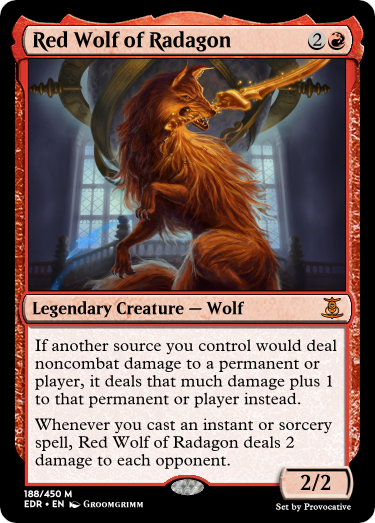 Red Wolf of Radagon 2
Legendary Creature — Wolf
If another source you control would deal
noncombat damage to a permanent or
player, it deals that much damage plus 1
to that permanent or player instead.
Whenever you cast an instant or sorcery
spell, Red Wolf of Radagon deals 2
damage to each opponent.
2/2
188/450 M
EDR • EN Groomgrimm
Set by Provocative